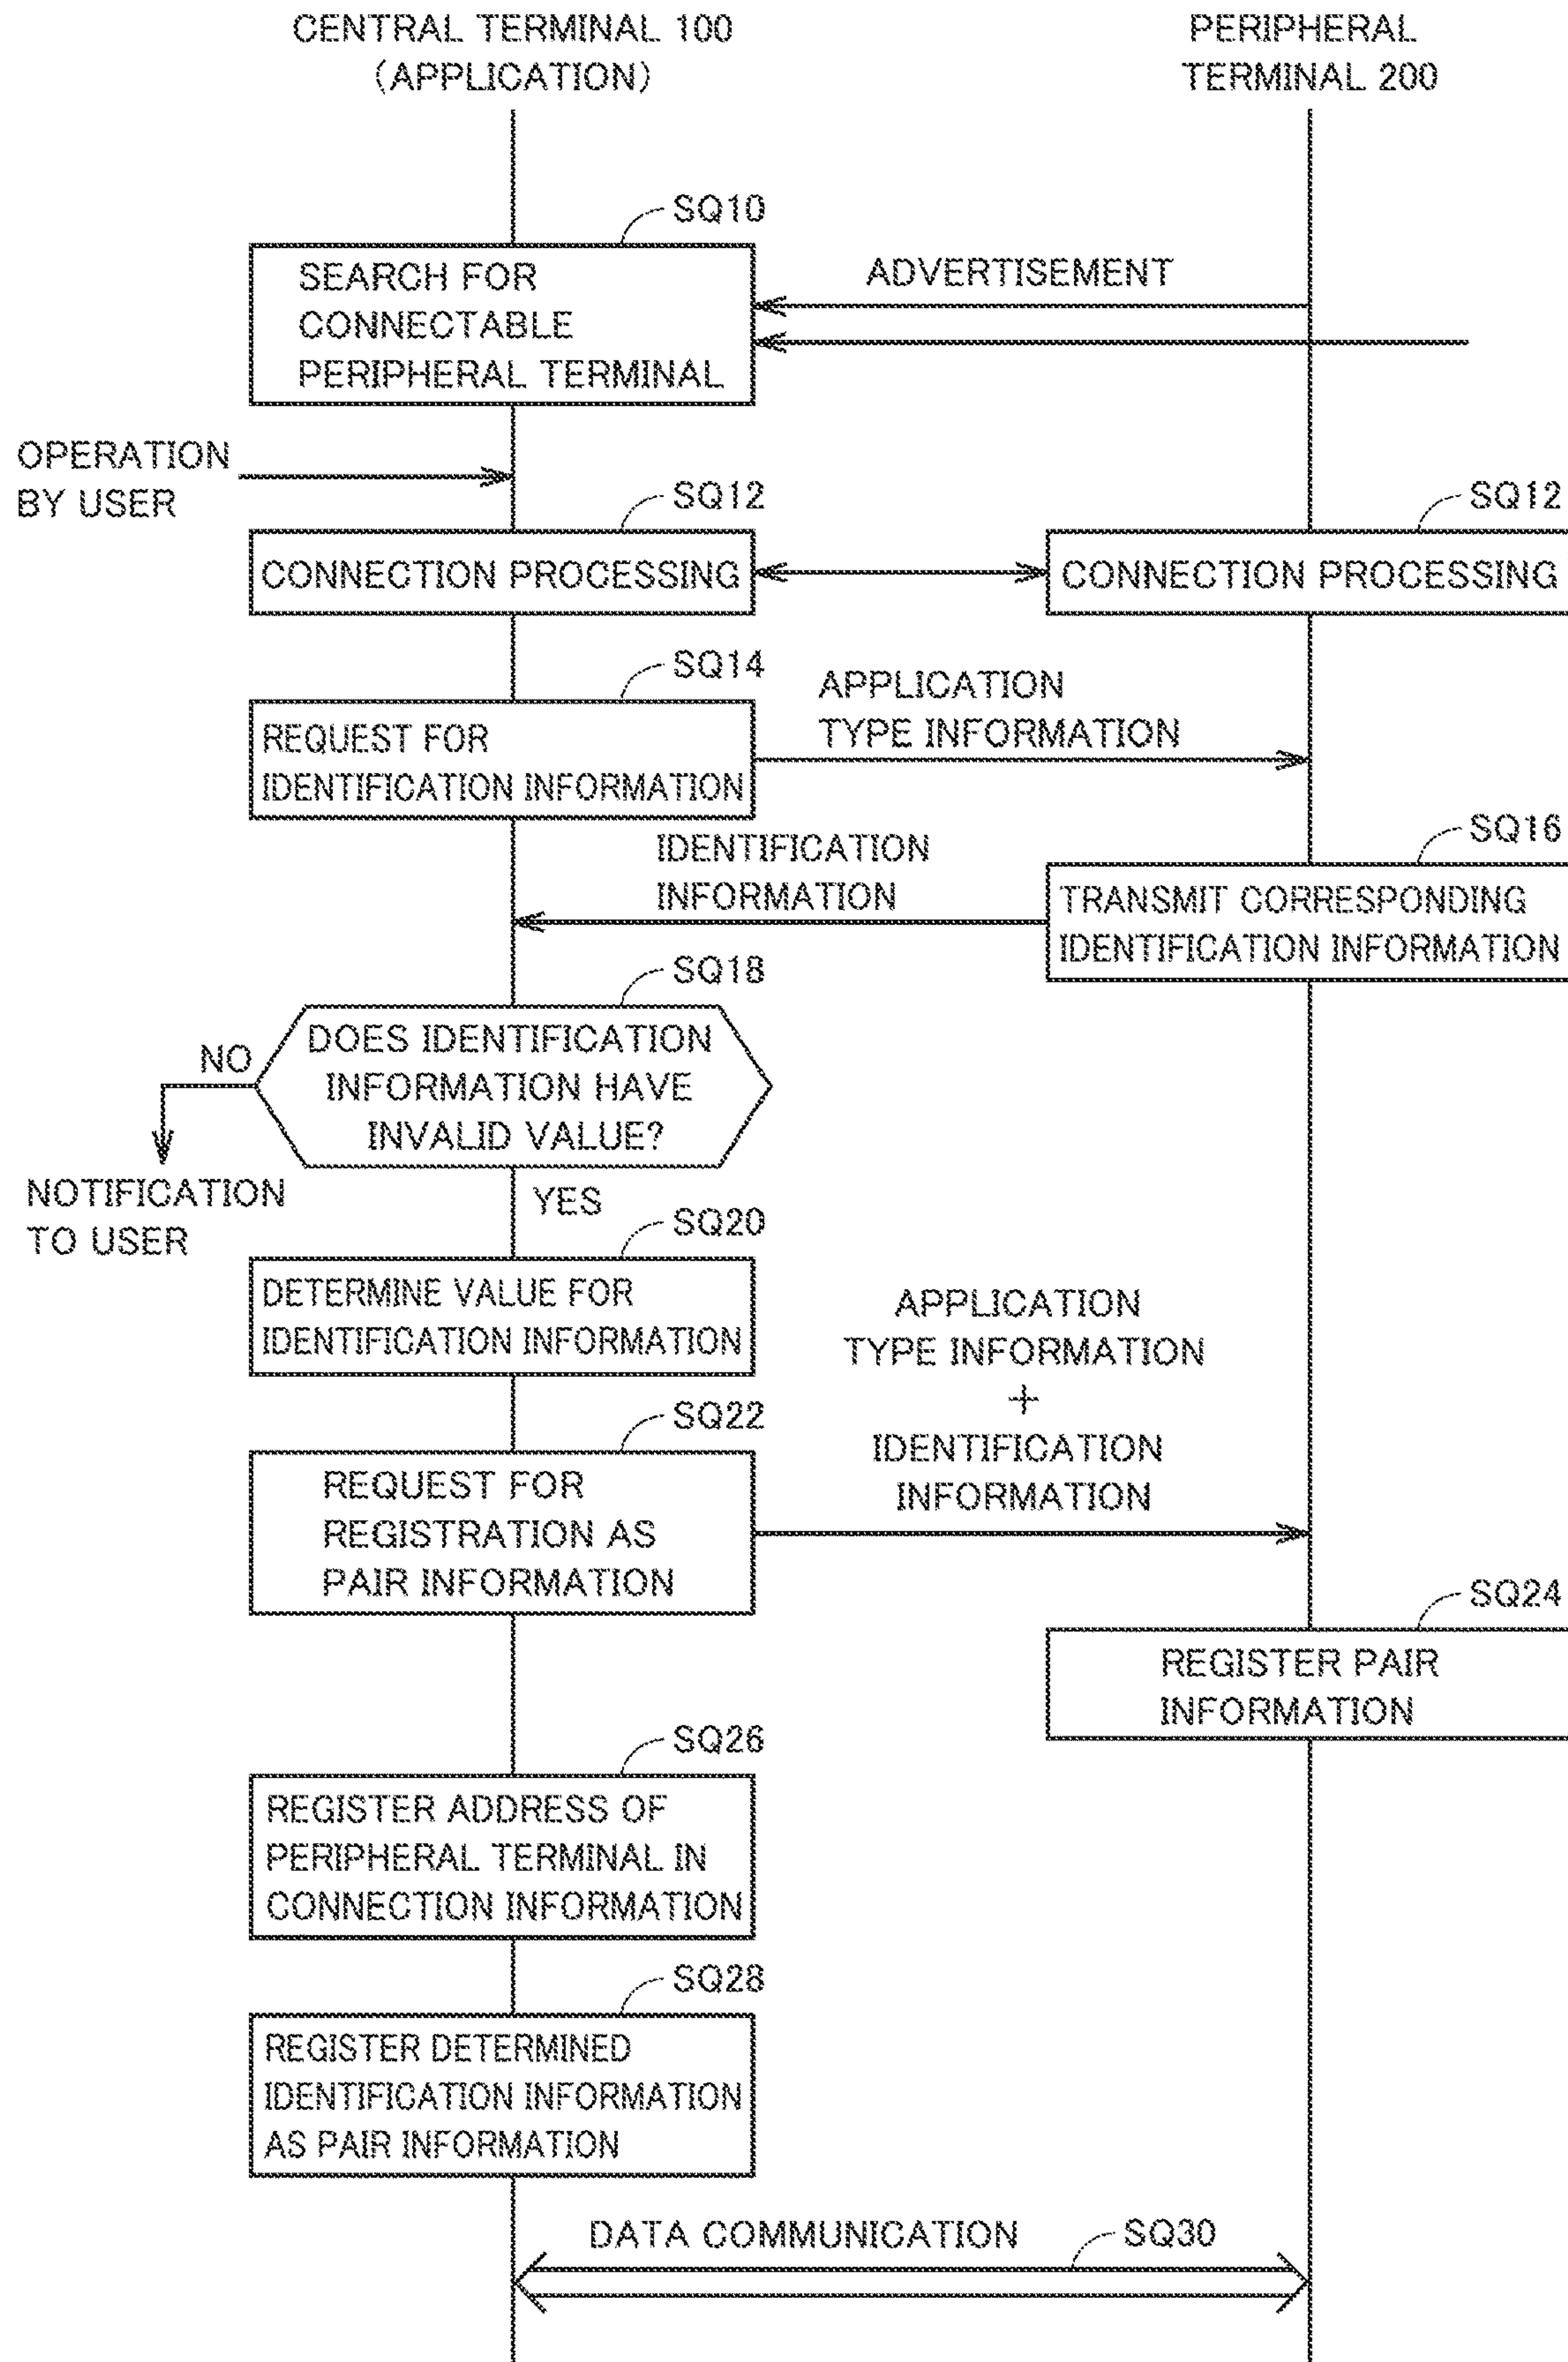 CENTRAL TERMINAL 100
(APPLICATION)
PERIPHERAL
TERMINAL 200
SQ10
SEARCH FOR
CONNECTABLE
PERIPHERAL TERMINAL
ADVERTISEMENT
OPERATION
BY USER
SQ12
CONNECTION PROCESSING
SQ12
CONNECTION PROCESSING
SQ14
REQUEST FOR
IDENTIFICATION INFORMATION
APPLICATION
TYPE INFORMATION
SQ16
TRANSMIT CORRESPONDING
IDENTIFICATION INFORMATION
IDENTIFICATION
INFORMATION
SQ18
DOES IDENTIFICATION
INFORMATION HAVE
INVALID VALUE?
NO
NOTIFICATION
TO USER
YES
SQ20
DETERMINE VALUE FOR
IDENTIFICATION INFORMATION
SQ22
REQUEST FOR
REGISTRATION AS
PAIR INFORMATION
APPLICATION
TYPE INFORMATION
+
IDENTIFICATION
INFORMATION
SQ24
REGISTER PAIR
INFORMATION
SQ26
REGISTER ADDRESS OF
PERIPHERAL TERMINAL IN
CONNECTION INFORMATION
SQ28
REGISTER DETERMINED
IDENTIFICATION INFORMATION
AS PAIR INFORMATION
DATA COMMUNICATION
SQ30